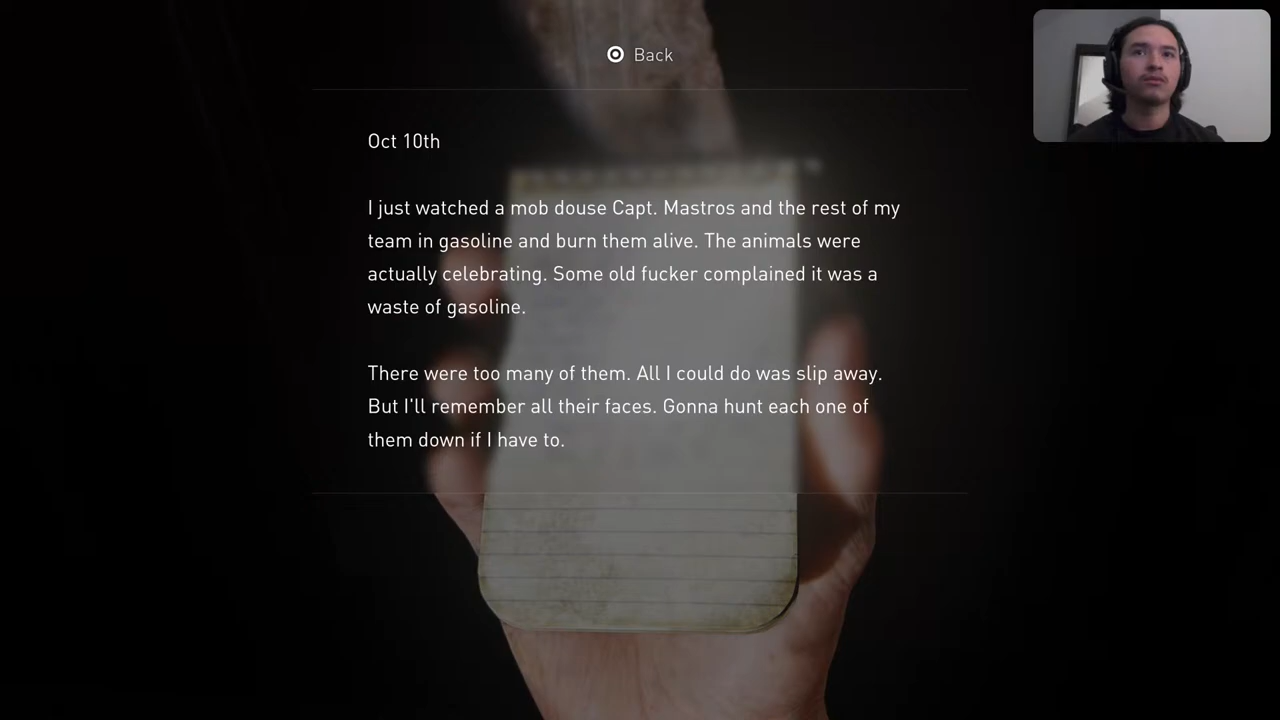 Back
Oct 10th
I just watched a mob douse Capt. Mastros and the rest of my
team in gasoline and burn them alive. The animals were
actually celebrating. Some old fucker complained it was a
waste of gasoline.
There were too many of them. All I could do was slip away.
But I'll remember all their faces. Gonna hunt each one of
them down if I have to.